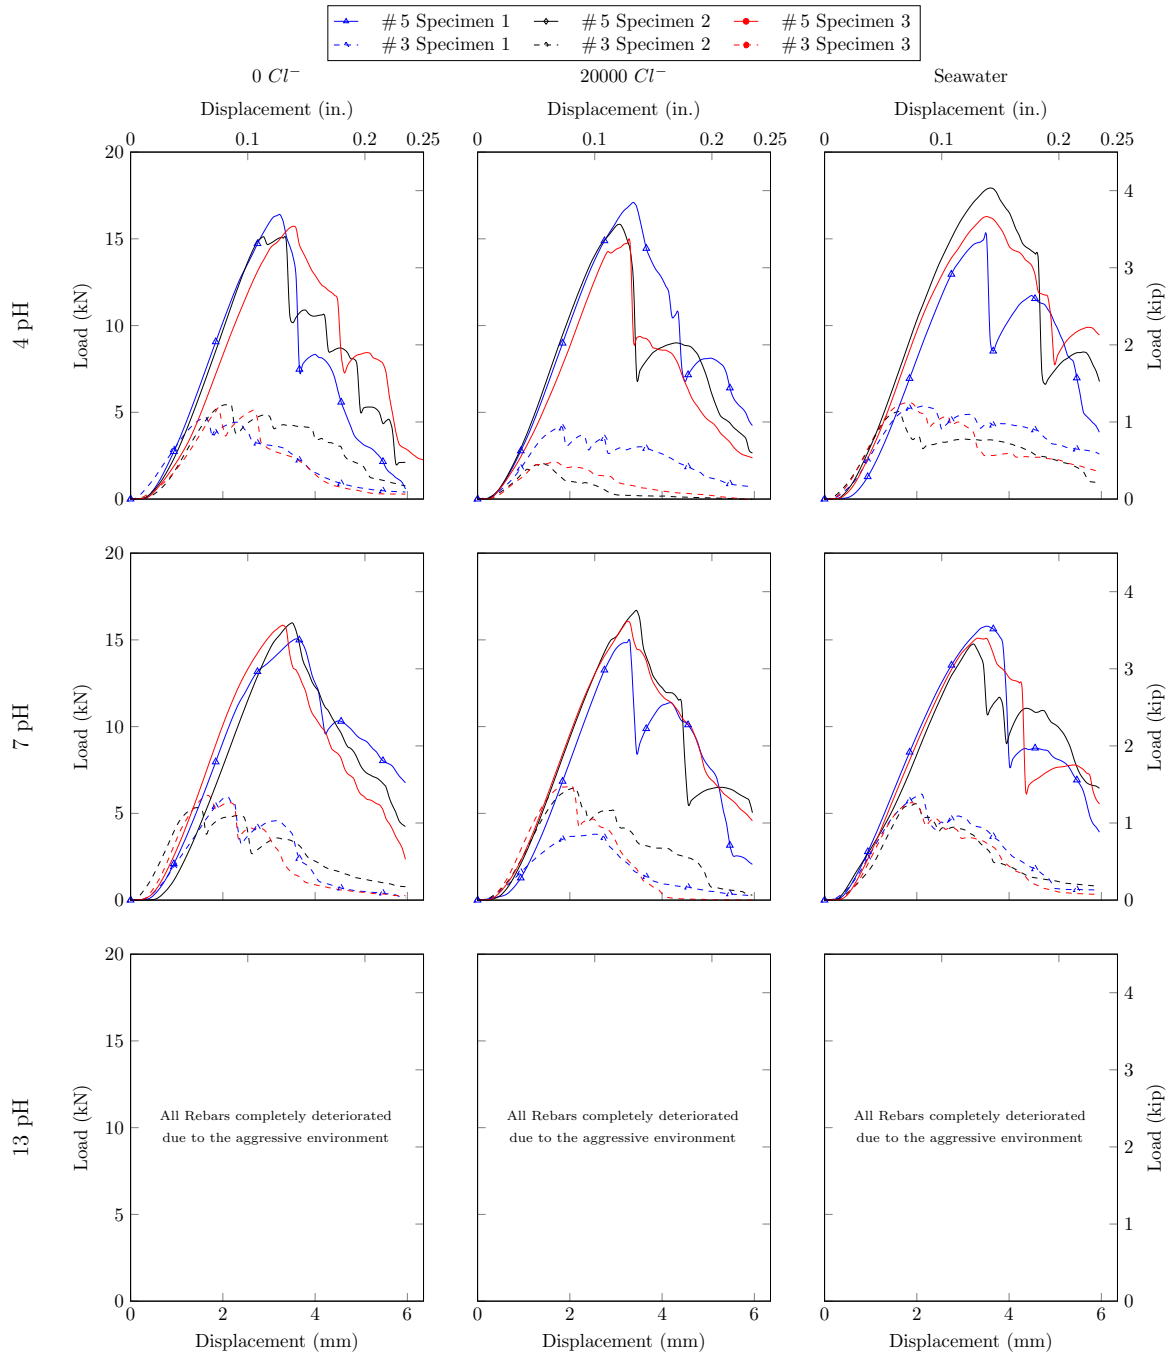 #5 Specimen 1 #5 Specimen 2 #5 Specimen 3
#3 Specimen 1 #3 Specimen 2 #3 Specimen 3
0 Cl⁻ 20000 Cl⁻ Seawater
Displacement (in.) Displacement (in.) Displacement (in.)
0 0.1 0.2 0.25 0 0.1 0.2 0.25 0 0.1 0.2 0.25
4 pH
Load (kN)
20
15
10
5
0
4
3
2
1
0
Load (kip)
7 pH
Load (kN)
20
15
10
5
0
4
3
2
1
0
Load (kip)
13 pH
Load (kN)
20
15
10
5
0
All Rebars completely deteriorated
due to the aggressive environment
All Rebars completely deteriorated
due to the aggressive environment
All Rebars completely deteriorated
due to the aggressive environment
4
3
2
1
0
Load (kip)
0 2 4 6 0 2 4 6 0 2 4 6
Displacement (mm) Displacement (mm) Displacement (mm)